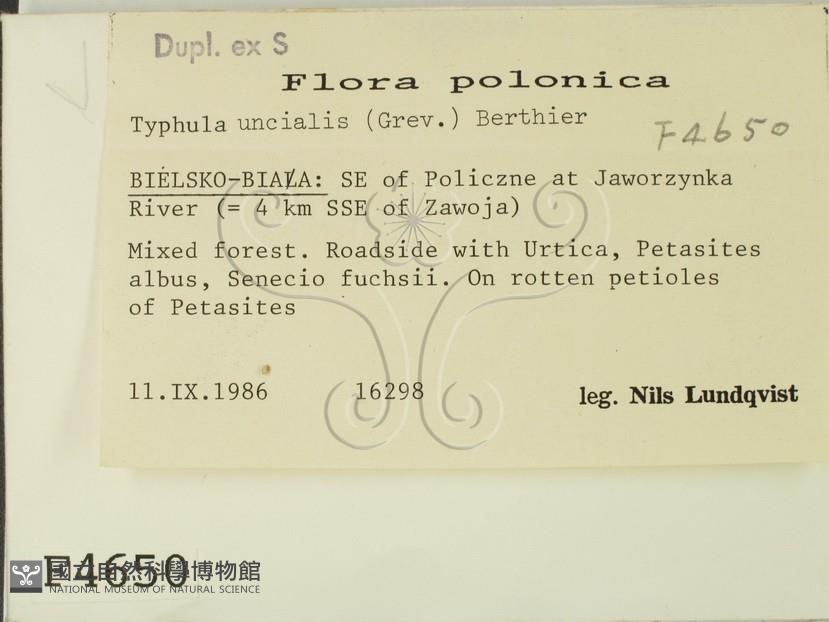 Dupl. ex S
Flora polonica
Typhula uncialis (Grev.) Berthier
F4650
BIELSKO-BIAŁA: SE of Policzne at Jaworzynka
River (= 4 km SSE of Zawoja)
Mixed forest. Roadside with Urtica, Petasites
albus, Senecio fuchsii. On rotten petioles
of Petasites
11.IX.1986 16298 leg. Nils Lundqvist
F4650
國立自然科學博物館
NATIONAL MUSEUM OF NATURAL SCIENCE